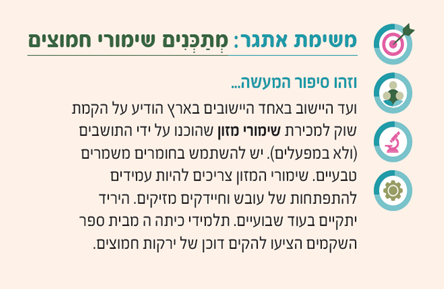 משימת אתגר: מְתַכְּנִים שימורי חמוצים
וזהו סיפור המעשה...
ועד היישוב באחד היישובים בארץ הודיע על הקמת
שוק למכירת שימורי מזון שהוכנו על ידי התושבים
(ולא במפעלים). יש להשתמש בחומרים משמרים
טבעיים. שימורי המזון צריכים להיות עמידים
להתפתחות של עובש וחיידקים מזיקים. היריד
יתקיים בעוד שבועיים. תלמידי כיתה ה מבית ספר
השקמים הציעו להקים דוכן של ירקות חמוצים.